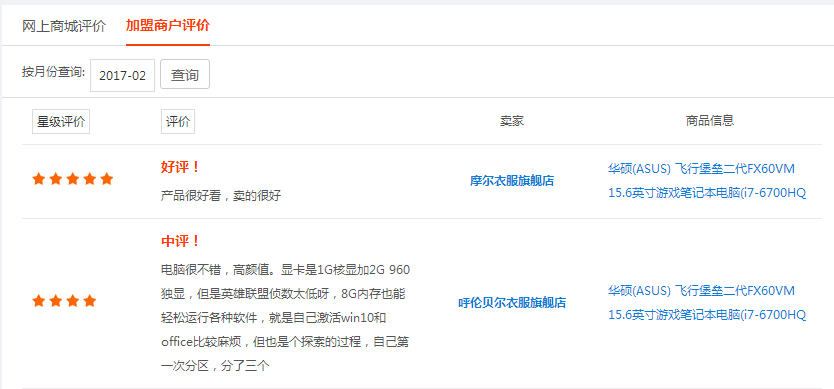 网上商城评价 加盟商户评价
按月份查询: 2017-02 查询
星级评价 评价 卖家 商品信息
好评！
产品很好看，卖的很好
摩尔衣服旗舰店
华硕(ASUS) 飞行堡垒二代FX60VM
15.6英寸游戏笔记本电脑(i7-6700HQ
中评！
电脑很不错，高颜值。显卡是1G核显加2G 960
独显，但是英雄联盟侦数太低呀，8G内存也能
轻松运行各种软件，就是自己激活win10和
office比较麻烦，但也是个探索的过程，自己第
一次分区，分了三个
呼伦贝尔衣服旗舰店
华硕(ASUS) 飞行堡垒二代FX60VM
15.6英寸游戏笔记本电脑(i7-6700HQ